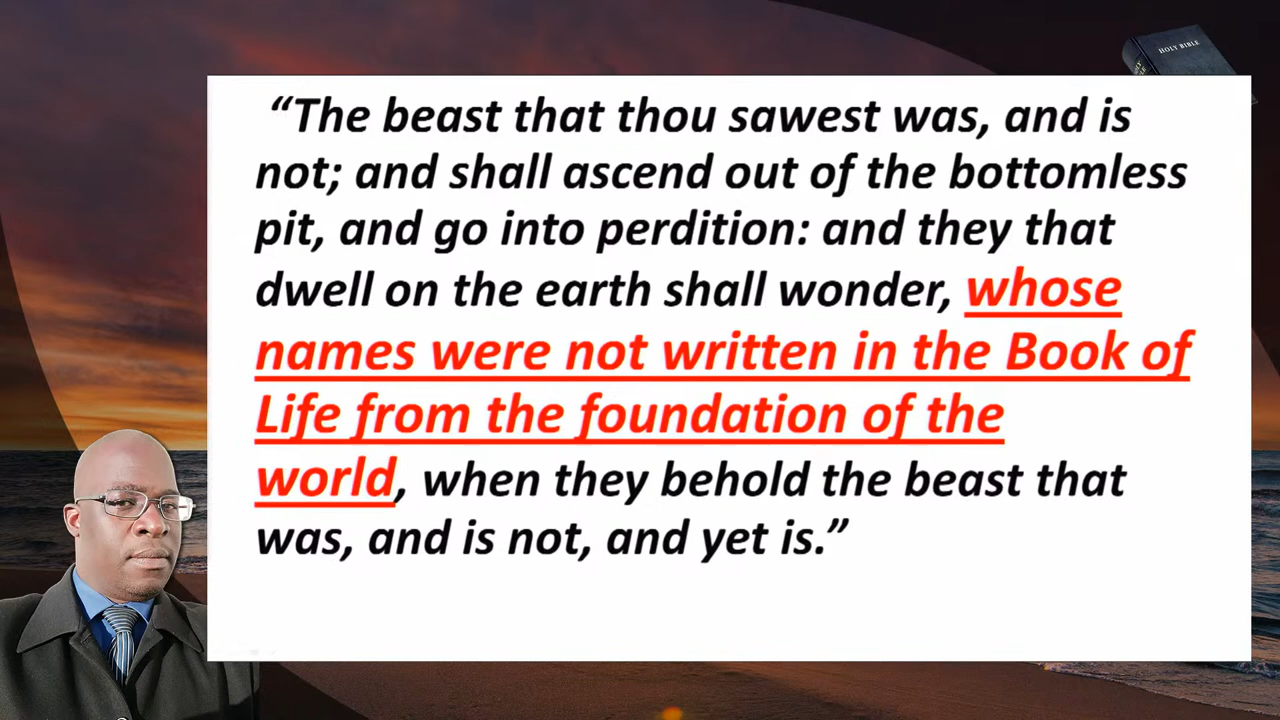 HOLY BIBLE
“The beast that thou sawest was, and is
not; and shall ascend out of the bottomless
pit, and go into perdition: and they that
dwell on the earth shall wonder, whose
names were not written in the Book of
Life from the foundation of the
world, when they behold the beast that
was, and is not, and yet is.”